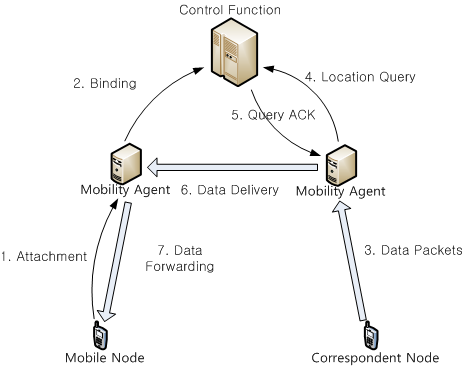 Control Function
2. Binding
4. Location Query
5. Query ACK
Mobility Agent
6. Data Delivery
Mobility Agent
1. Attachment
7. Data
Forwarding
3. Data Packets
Mobile Node
Correspondent Node